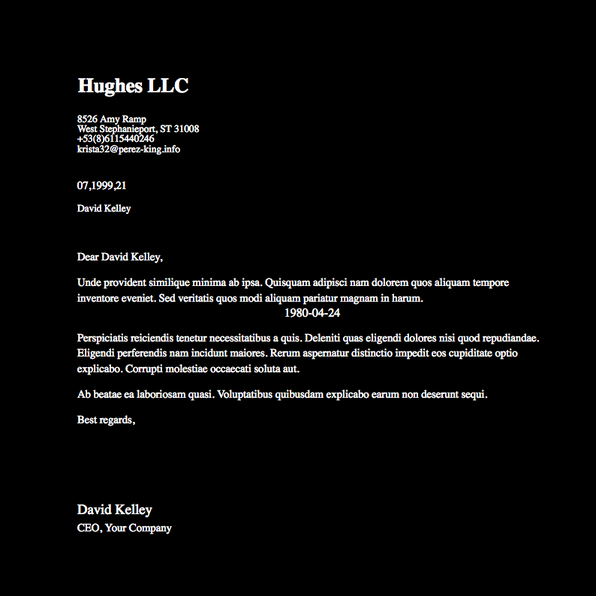 Hughes LLC
8526 Amy Ramp
West Stephanieport, ST 31008
+53(8)6115440246
krista32@perez-king.info
07,1999,21
David Kelley
Dear David Kelley,
Unde provident similique minima ab ipsa. Quisquam adipisci nam dolorem quos aliquam tempore
inventore eveniet. Sed veritatis quos modi aliquam pariatur magnam in harum.
1980-04-24
Perspiciatis reiciendis tenetur necessitatibus a quis. Deleniti quas eligendi dolores nisi quod repudiandae.
Eligendi perferendis nam incidunt maiores. Rerum aspernatur distinctio impedit eos cupiditate optio
explicabo. Corrupti molestiae occaecati soluta aut.
Ab beatae ea laboriosam quasi. Voluptatibus quibusdam explicabo earum non deserunt sequi.
Best regards,
David Kelley
CEO, Your Company